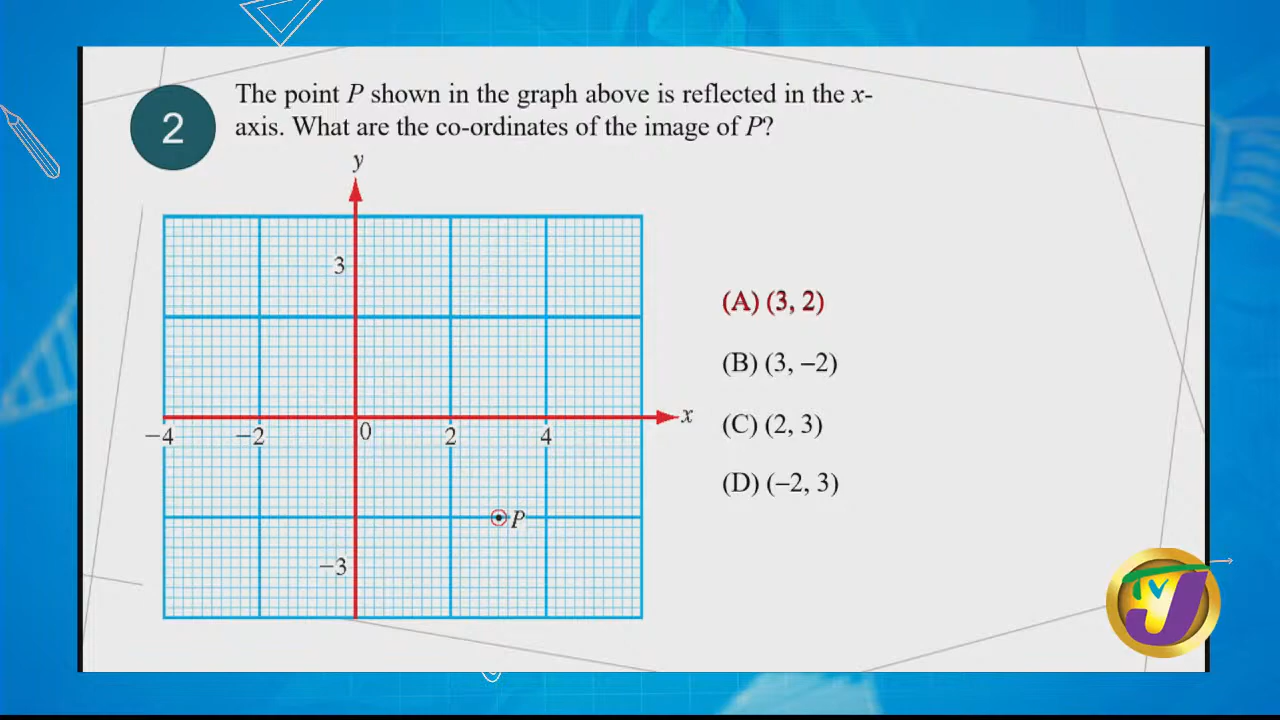 2
The point P shown in the graph above is reflected in the x-
axis. What are the co-ordinates of the image of P?
y
3
(A) (3, 2)
(B) (3, −2)
x
(C) (2, 3)
−4 −2 0 2 4
(D) (−2, 3)
P
−3
TVJ